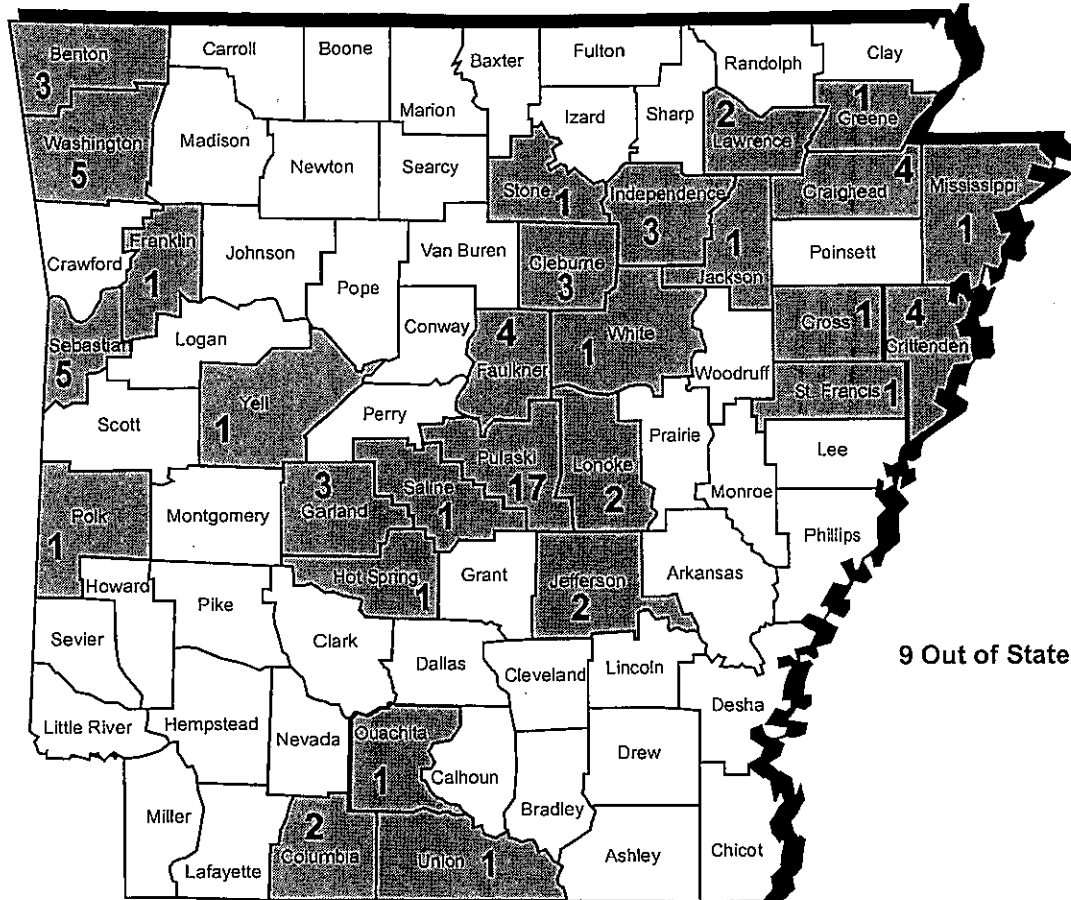 Benton
3
Carroll
Boone
Baxter
Fulton
Randolph
Clay
Marion
Izard
Sharp
2
Lawrence
1
Greene
Washington
5
Madison
Newton
Searcy
Stone
1
Independence
3
Craighead
4
Mississippi
1
Crawford
Franklin
1
Johnson
Pope
Van Buren
Cleburne
3
1
Jackson
Poinsett
Sebastian
5
Logan
Conway
4
Faulkner
White
1
Woodruff
Cross 1
4
Crittenden
St. Francis 1
Scott
Yell
1
Perry
Pulaski
17
Lonoke
2
Prairie
Monroe
Lee
Phillips
Polk
1
Montgomery
3
Garland
Saline
1
Hot Spring
1
Grant
Jefferson
2
Arkansas
Howard
Pike
Clark
Sevier
Dallas
Cleveland
Lincoln
9 Out of State
Desha
Little River
Hempstead
Nevada
Ouachita
1
Calhoun
Bradley
Drew
Miller
Lafayette
2
Columbia
Union 1
Ashley
Chicot